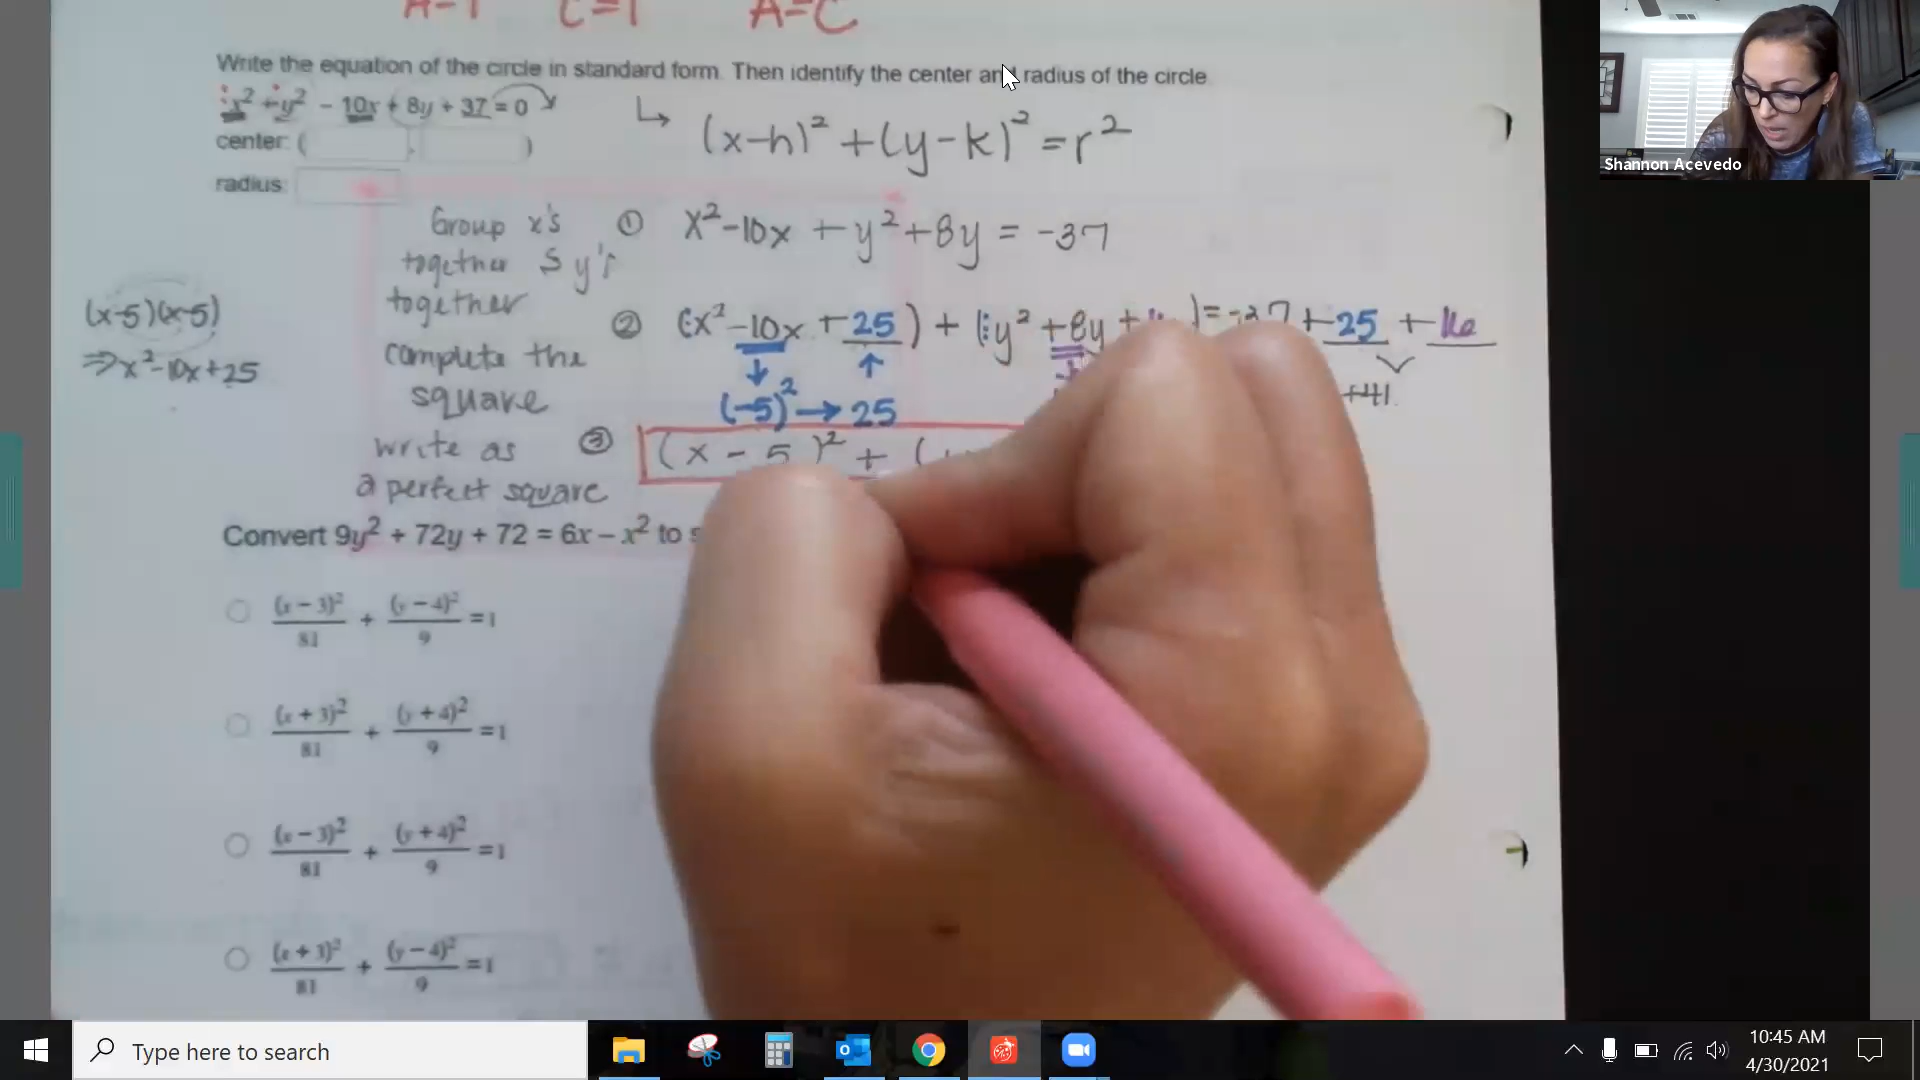 A=1 C=1 A=C
Write the equation of the circle in standard form. Then identify the center and radius of the circle.
x² + y² - 10x + 8y + 37 = 0
(x-h)² + (y-k)² = r²
center: ( , )
radius:
Group x's together & y's together
① x² - 10x + y² + 8y = -37
(x-5)(x-5)
⇒ x² - 10x + 25
complete the square
② (x² - 10x + 25) + (y² + 8y + ) = -37 + 25 + 16
↓ ↑ ↓
(-5)² → 25
+41
write as a perfect square
③ (x - 5)² + (
Convert 9y² + 72y + 72 = 6x – x² to
(x – 3)²/81 + (y – 4)²/9 = 1
(x + 3)²/81 + (y + 4)²/9 = 1
(x – 3)²/81 + (y + 4)²/9 = 1
(x + 3)²/81 + (y – 4)²/9 = 1
Shannon Acevedo
Type here to search
10:45 AM
4/30/2021